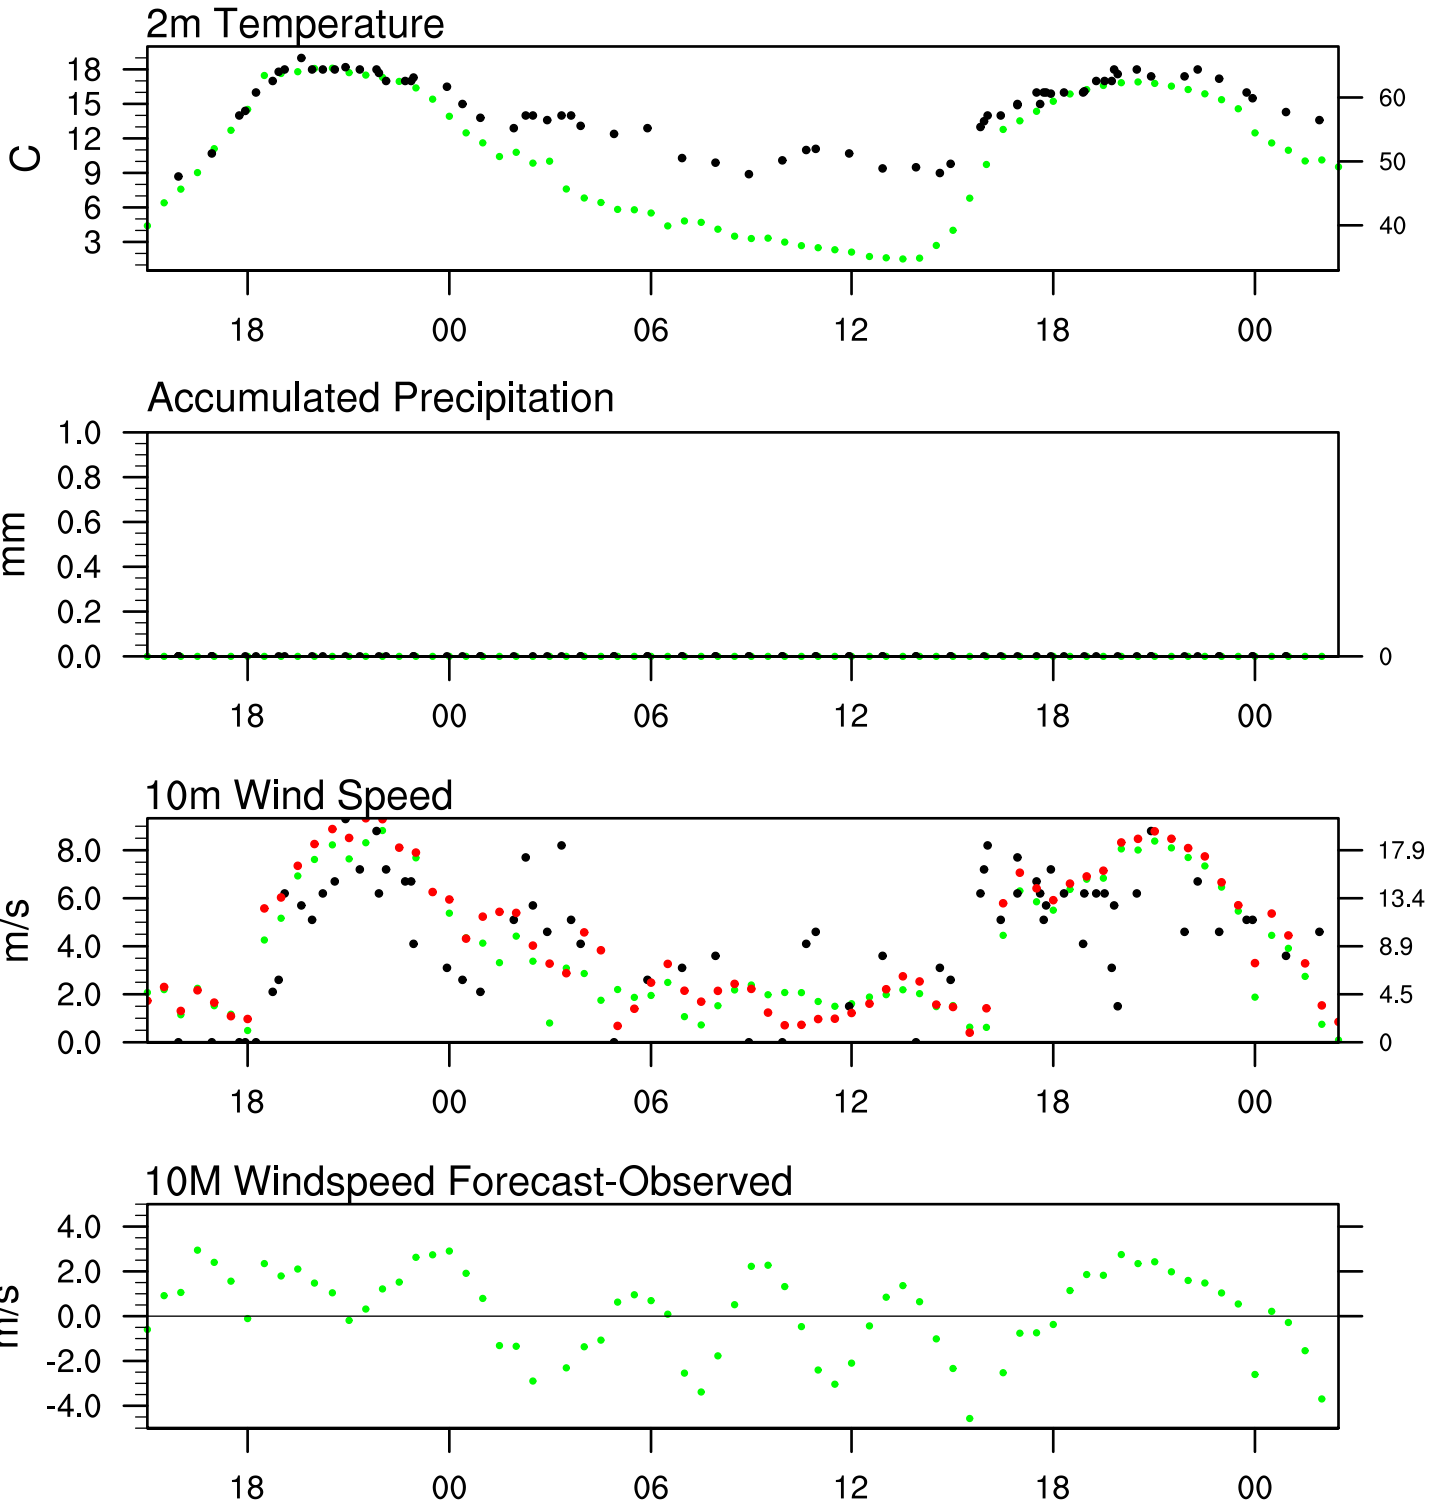 2m Temperature
18
15
12
9
6
3
C
60
50
40
18 00 06 12 18 00
Accumulated Precipitation
1.0
0.8
0.6
0.4
0.2
0.0
mm
0
18 00 06 12 18 00
10m Wind Speed
8.0
6.0
4.0
2.0
0.0
m/s
17.9
13.4
8.9
4.5
0
18 00 06 12 18 00
10M Windspeed Forecast-Observed
4.0
2.0
0.0
-2.0
-4.0
m/s
18 00 06 12 18 00